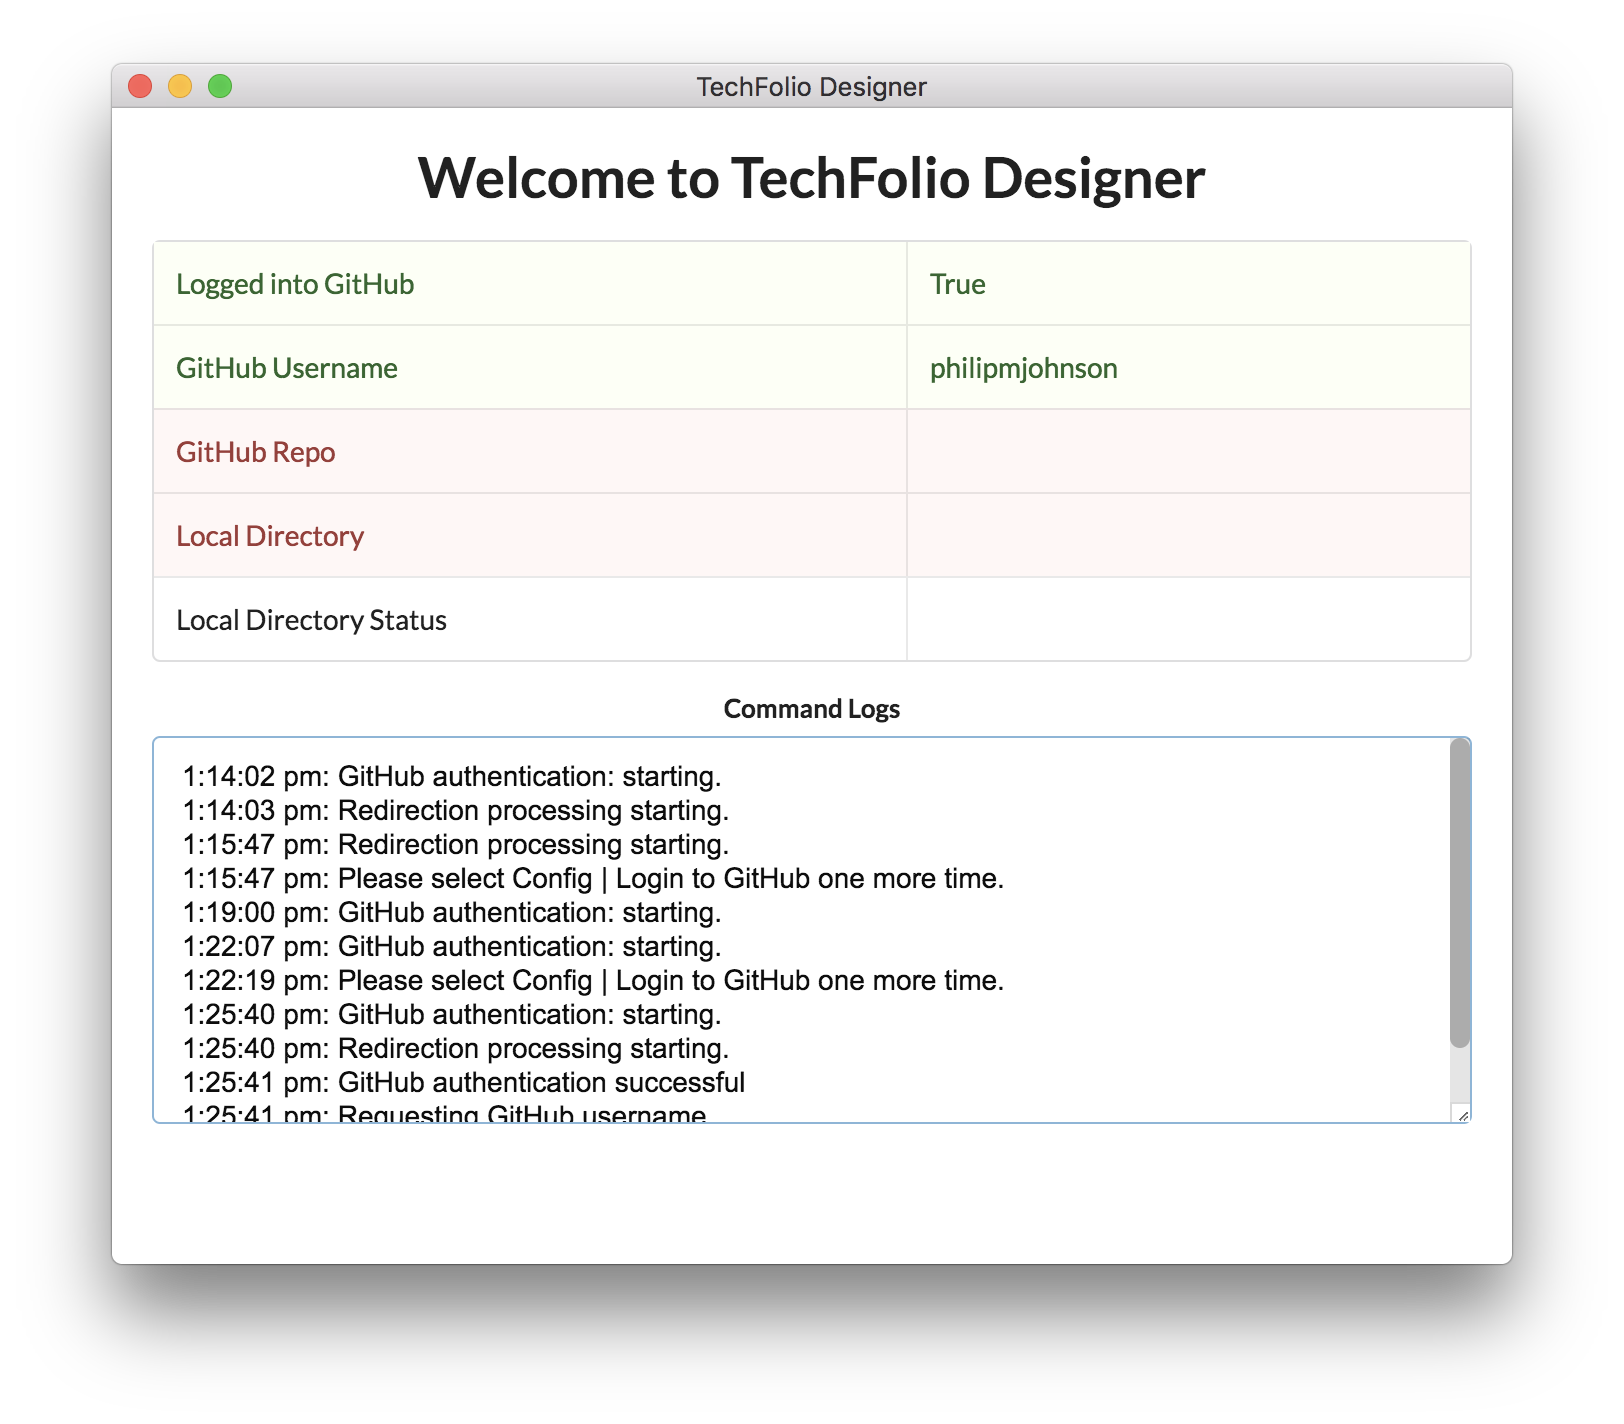 TechFolio Designer
Welcome to TechFolio Designer
Logged into GitHub True
GitHub Username philipmjohnson
GitHub Repo
Local Directory
Local Directory Status
Command Logs
1:14:02 pm: GitHub authentication: starting.
1:14:03 pm: Redirection processing starting.
1:15:47 pm: Redirection processing starting.
1:15:47 pm: Please select Config | Login to GitHub one more time.
1:19:00 pm: GitHub authentication: starting.
1:22:07 pm: GitHub authentication: starting.
1:22:19 pm: Please select Config | Login to GitHub one more time.
1:25:40 pm: GitHub authentication: starting.
1:25:40 pm: Redirection processing starting.
1:25:41 pm: GitHub authentication successful
1:25:41 pm: Requesting GitHub username